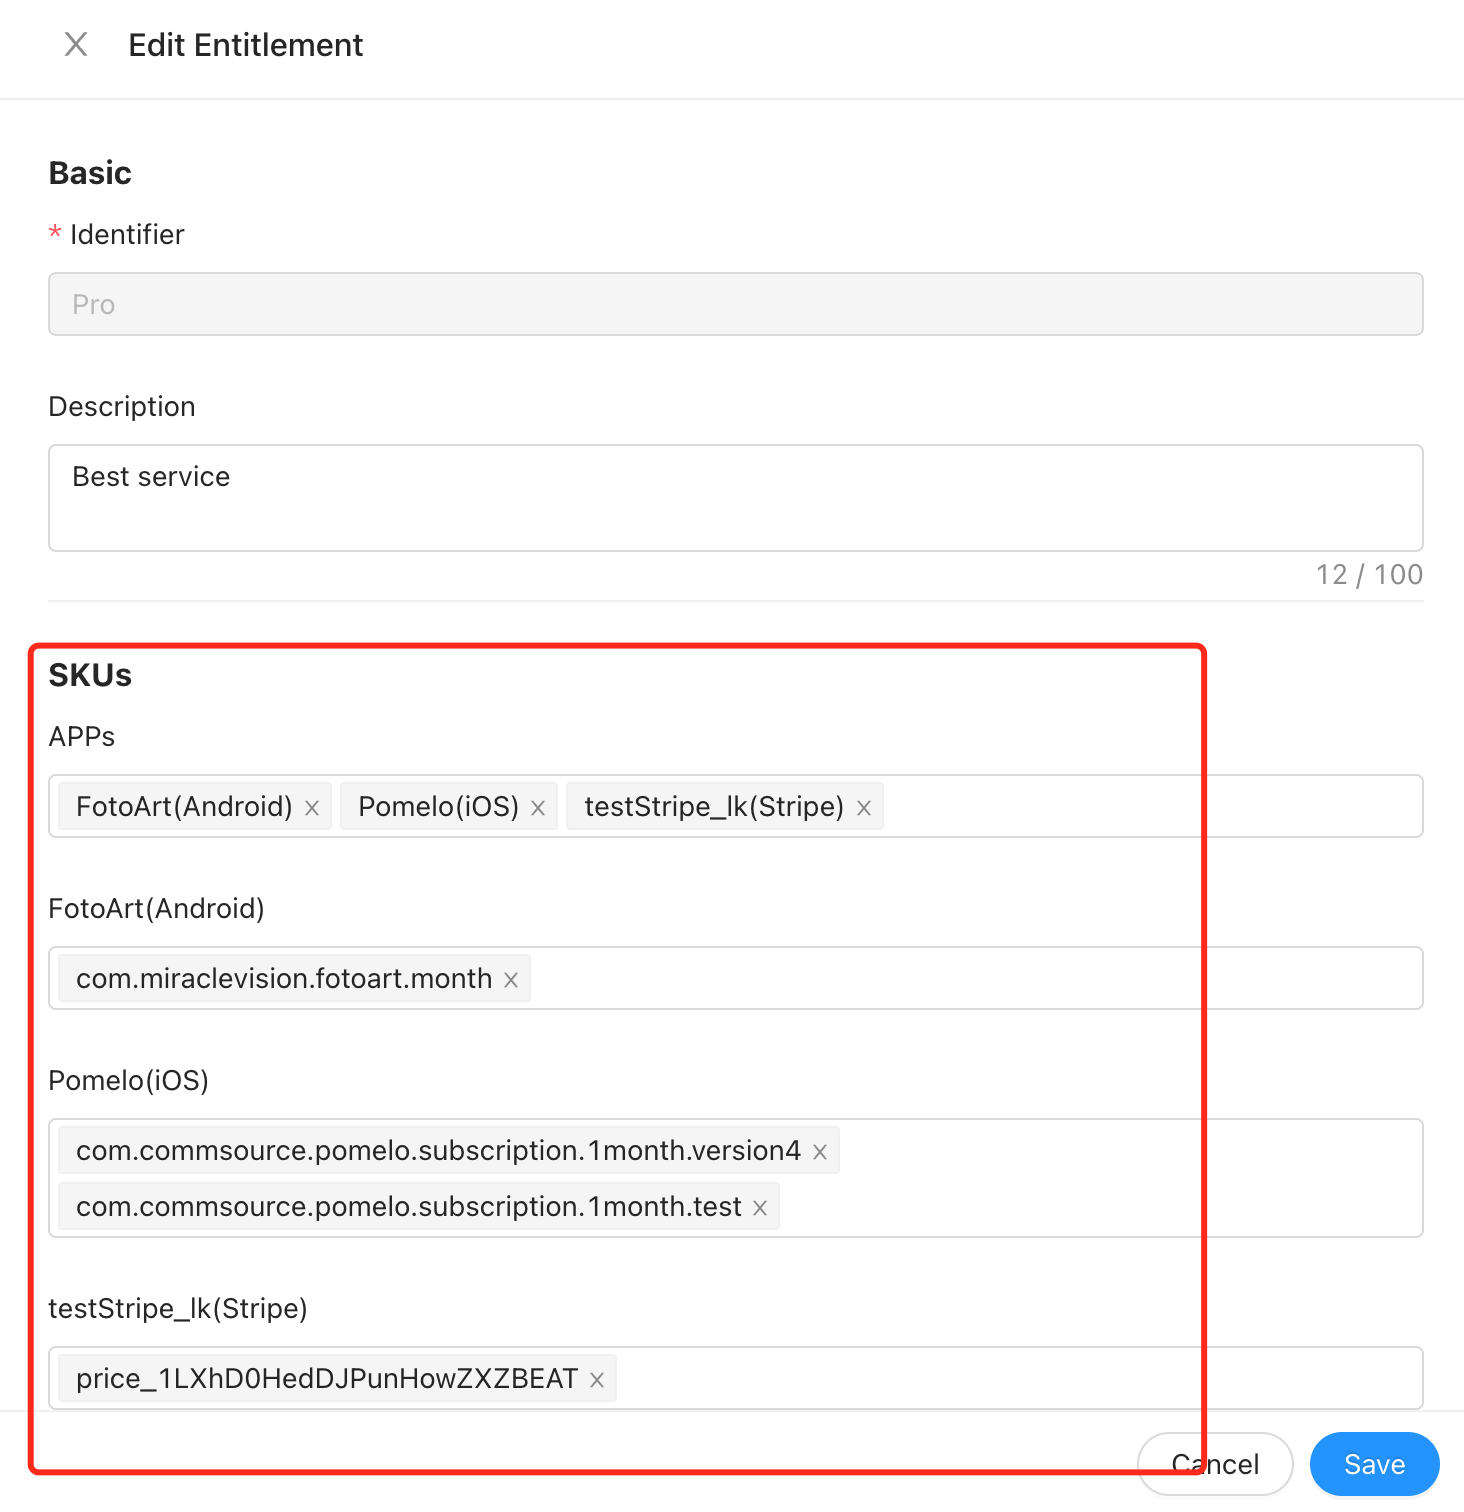 Edit Entitlement
Basic
* Identifier
Pro
Description
Best service
12 / 100
SKUs
APPs
FotoArt(Android) Pomelo(iOS) testStripe_lk(Stripe)
FotoArt(Android)
com.miraclevision.fotoart.month
Pomelo(iOS)
com.commsource.pomelo.subscription.1month.version4
com.commsource.pomelo.subscription.1month.test
testStripe_lk(Stripe)
price_1LXhD0HedDJPunHowZXZBEAT
Cancel Save